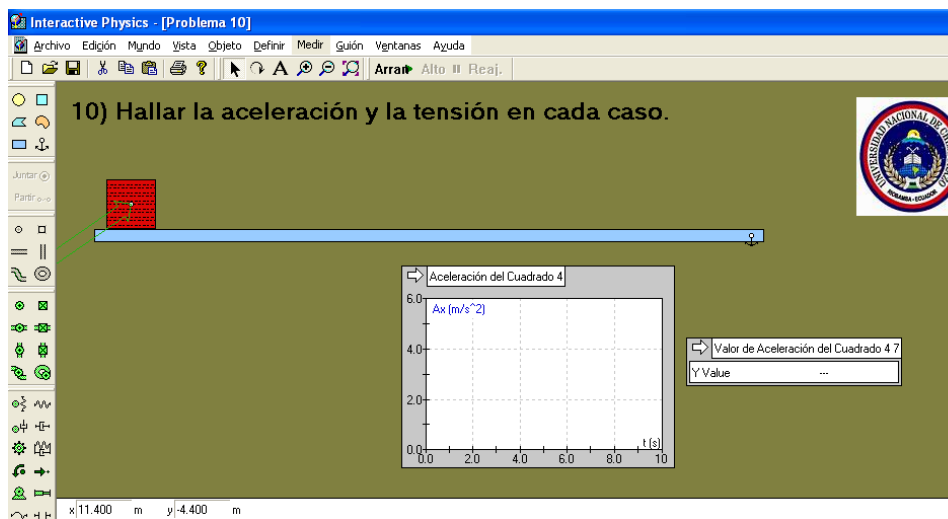 Interactive Physics - [Problema 10]
Archivo Edición Mundo Vista Objeto Definir Medir Guión Ventanas Ayuda
Arran Alto Reaj.
10) Hallar la aceleración y la tensión en cada caso.
Juntar
Partir
Aceleración del Cuadrado 4
6.0
Ax (m/s^2)
4.0
2.0
0.0
t (s)
0.0 2.0 4.0 6.0 8.0 10
Valor de Aceleración del Cuadrado 4 7
Y Value ---
x 11.400 m y -4.400 m